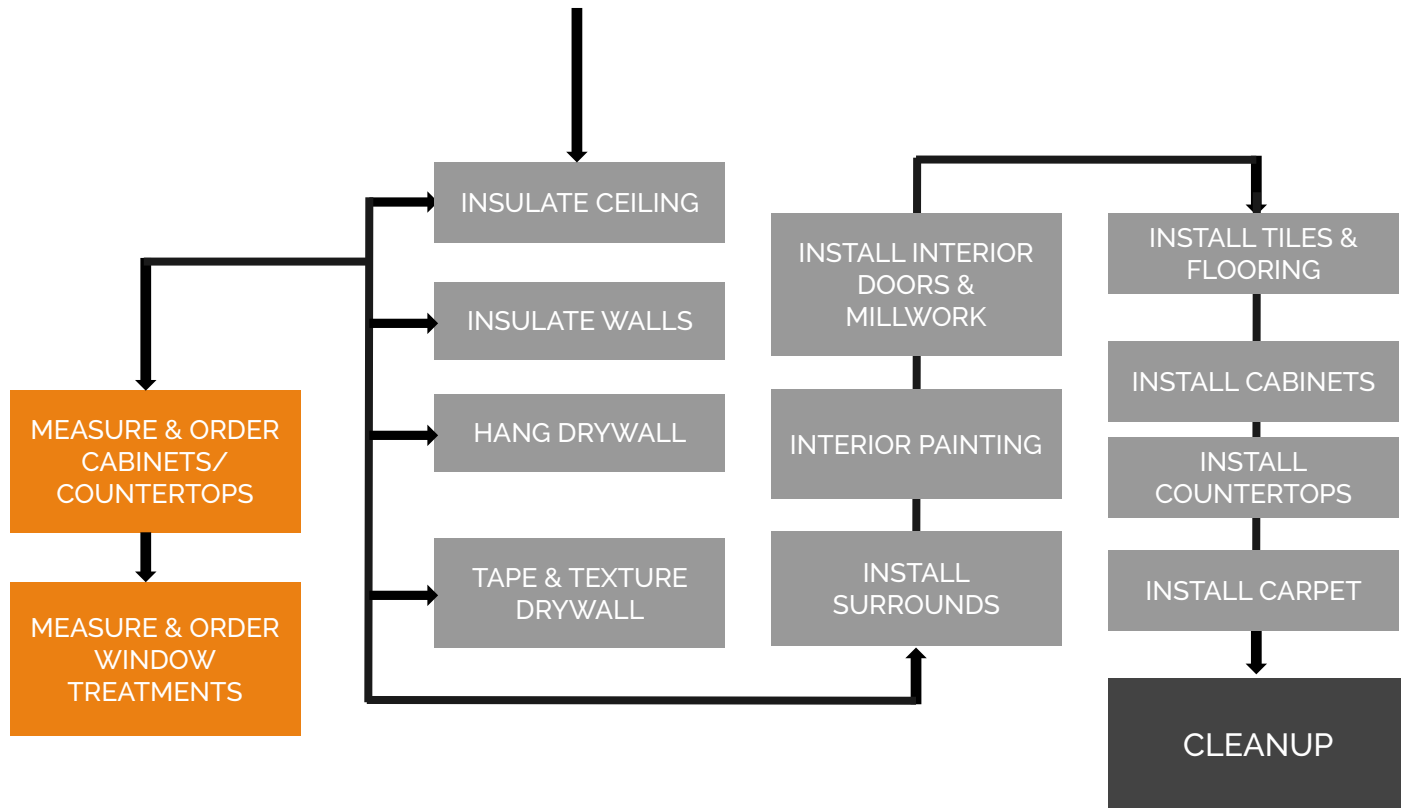 INSULATE CEILING
INSULATE WALLS
HANG DRYWALL
TAPE & TEXTURE
DRYWALL
MEASURE & ORDER
CABINETS/
COUNTERTOPS
MEASURE & ORDER
WINDOW
TREATMENTS
INSTALL INTERIOR
DOORS &
MILLWORK
INTERIOR PAINTING
INSTALL
SURROUNDS
INSTALL TILES &
FLOORING
INSTALL CABINETS
INSTALL
COUNTERTOPS
INSTALL CARPET
CLEANUP